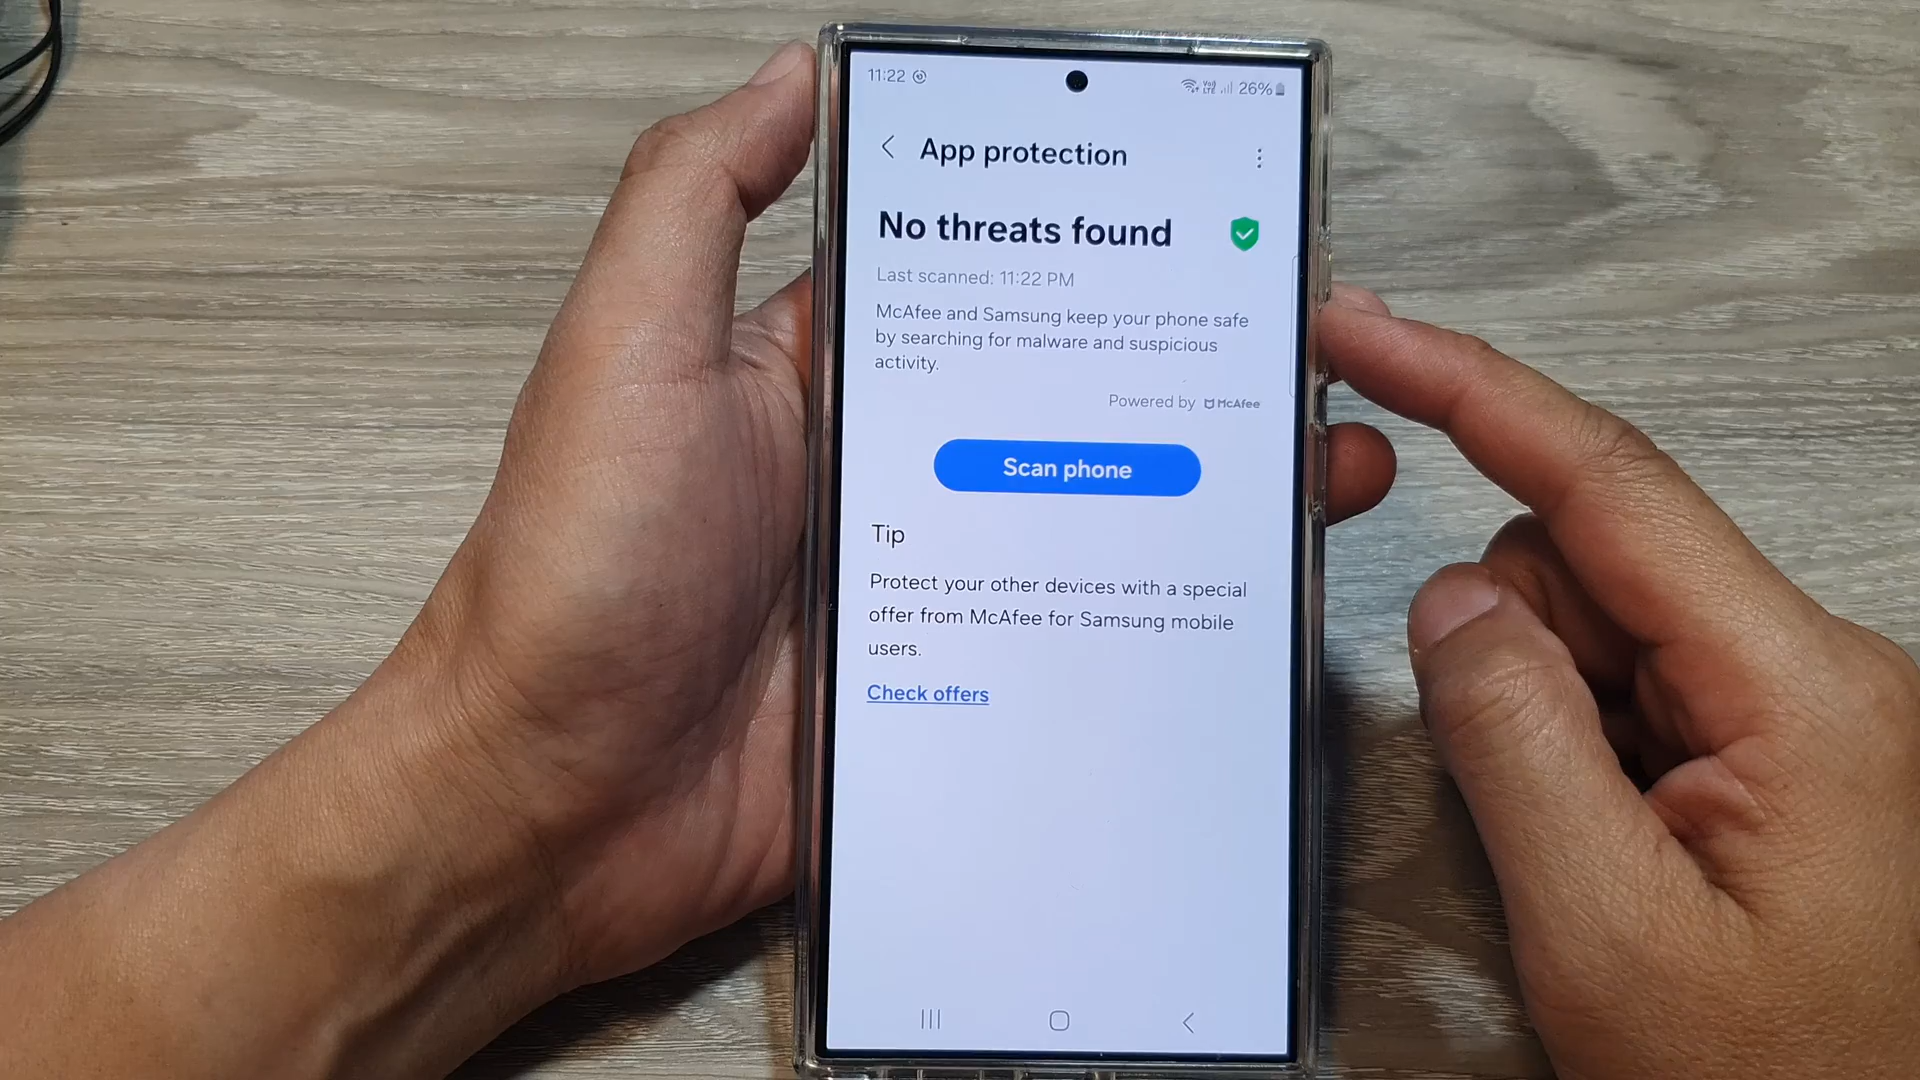 11:22 26%
App protection
No threats found
Last scanned: 11:22 PM
McAfee and Samsung keep your phone safe
by searching for malware and suspicious
activity.
Powered by McAfee
Scan phone
Tip
Protect your other devices with a special
offer from McAfee for Samsung mobile
users.
Check offers